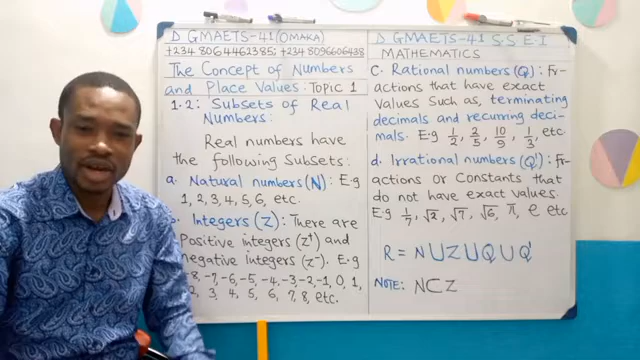 D GMAETS-41 (OMAKA)
+234 806 4462385; +234 8096606438
The Concept of Numbers
and Place Values: Topic 1
1.2: Subsets of Real
Numbers:
Real numbers have
the following Subsets:
a. Natural numbers (N): E.g
1, 2, 3, 4, 5, 6, etc.
b. Integers (Z): There are
Positive integers (Z⁺) and
negative integers (Z⁻). E.g
-8, -7, -6, -5, -4, -3, -2, -1, 0, 1,
2, 3, 4, 5, 6, 7, 8, etc.
D GMAETS-41 S.S E.I
MATHEMATICS
C. Rational numbers (Q): Fr-
actions that have exact
Values Such as, terminating
decimals and recurring deci-
mals. E.g 1/2, 2/5, 10/9, 1/3, etc
d. Irrational numbers (Q'): Fr-
actions or Constants that
do not have exact values.
E.g 1/7, √2, √7, √6, π, e etc
R = N ∪ Z ∪ Q ∪ Q'
NOTE: N ⊂ Z